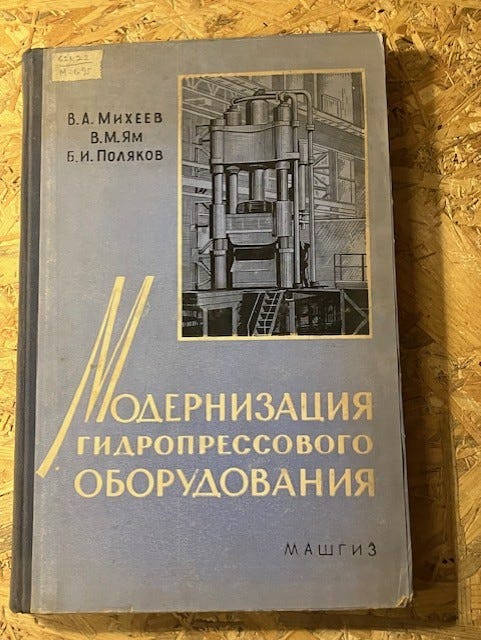 В.А. Михеев
В.М. Ям
Б.И. Поляков
Модернизация
гидропрессового
оборудования
МАШГИЗ